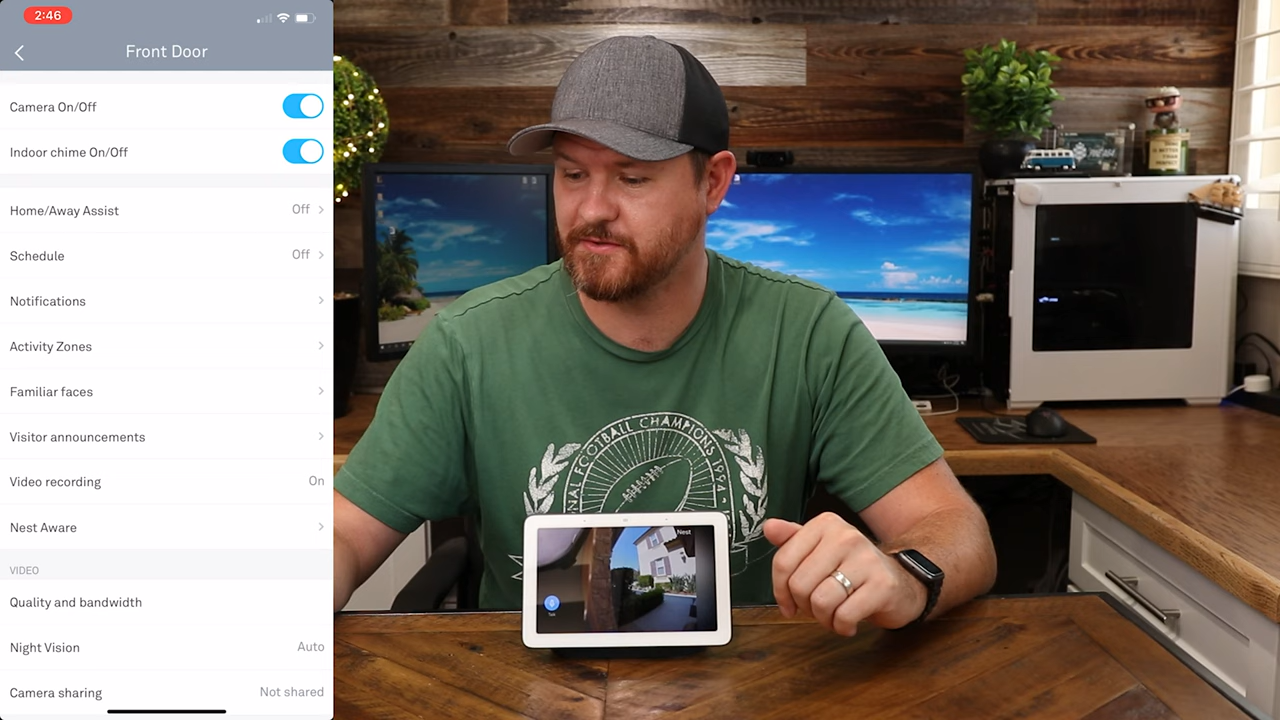 2:46
Front Door
Camera On/Off
Indoor chime On/Off
Home/Away Assist Off
Schedule Off
Notifications
Activity Zones
Familiar faces
Visitor announcements
Video recording On
Nest Aware
VIDEO
Quality and bandwidth
Night Vision Auto
Camera sharing Not shared
FOOTBALL CHAMPIONS 1994
Nest
Talk